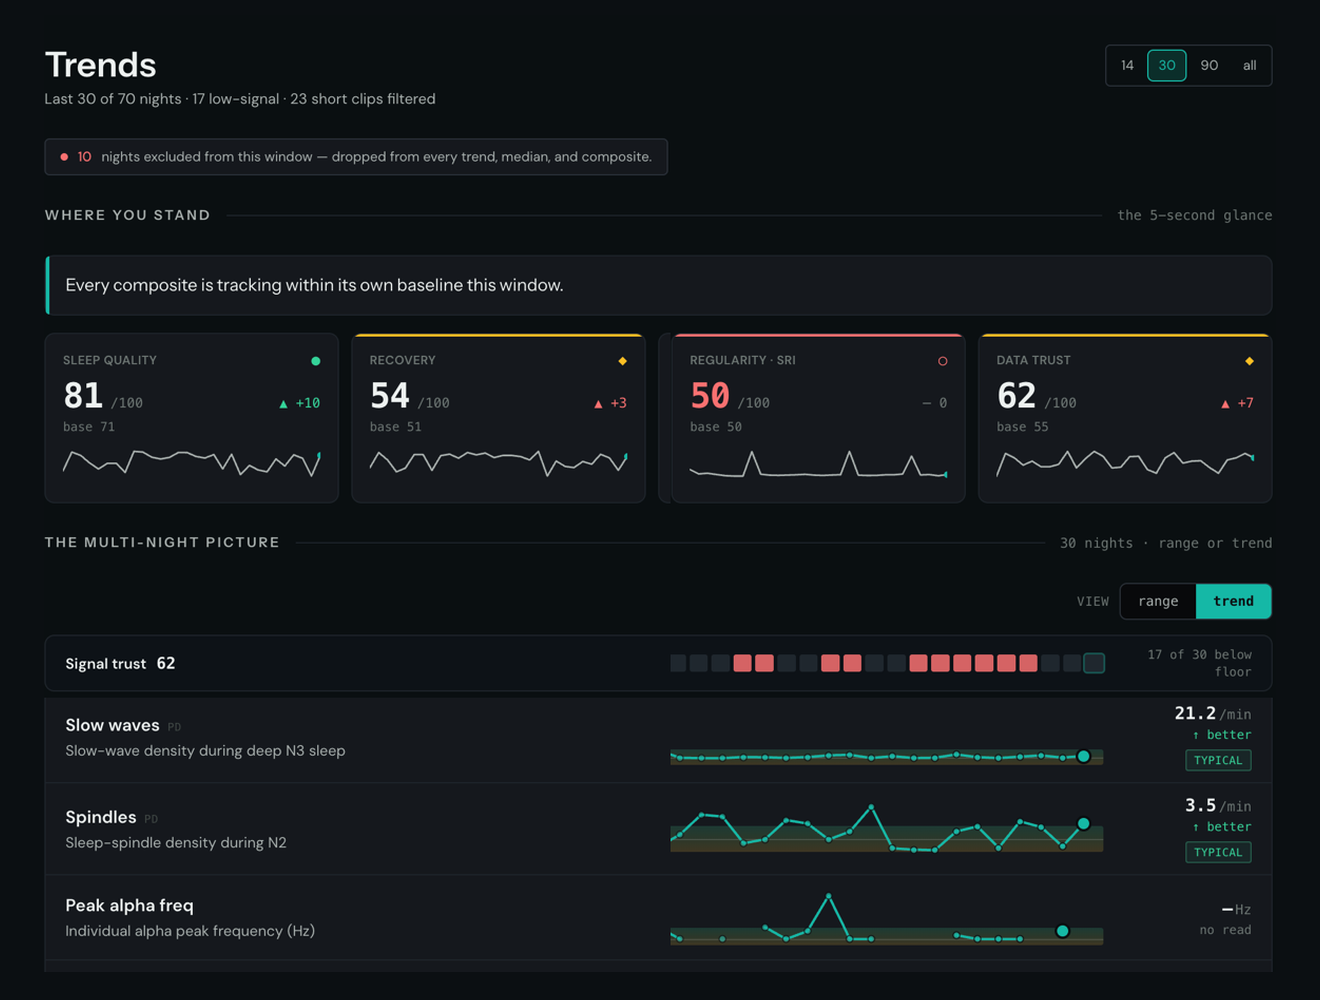 Trends
14 30 90 all
Last 30 of 70 nights · 17 low-signal · 23 short clips filtered
10 nights excluded from this window — dropped from every trend, median, and composite.
WHERE YOU STAND
the 5-second glance
Every composite is tracking within its own baseline this window.
SLEEP QUALITY
81 /100
▲ +10
base 71
RECOVERY
54 /100
▲ +3
base 51
REGULARITY · SRI
50 /100
— 0
base 50
DATA TRUST
62 /100
▲ +7
base 55
THE MULTI-NIGHT PICTURE
30 nights · range or trend
VIEW range trend
Signal trust 62
17 of 30 below
floor
Slow waves PD
Slow-wave density during deep N3 sleep
21.2 /min
↑ better
TYPICAL
Spindles PD
Sleep-spindle density during N2
3.5 /min
↑ better
TYPICAL
Peak alpha freq
Individual alpha peak frequency (Hz)
— Hz
no read